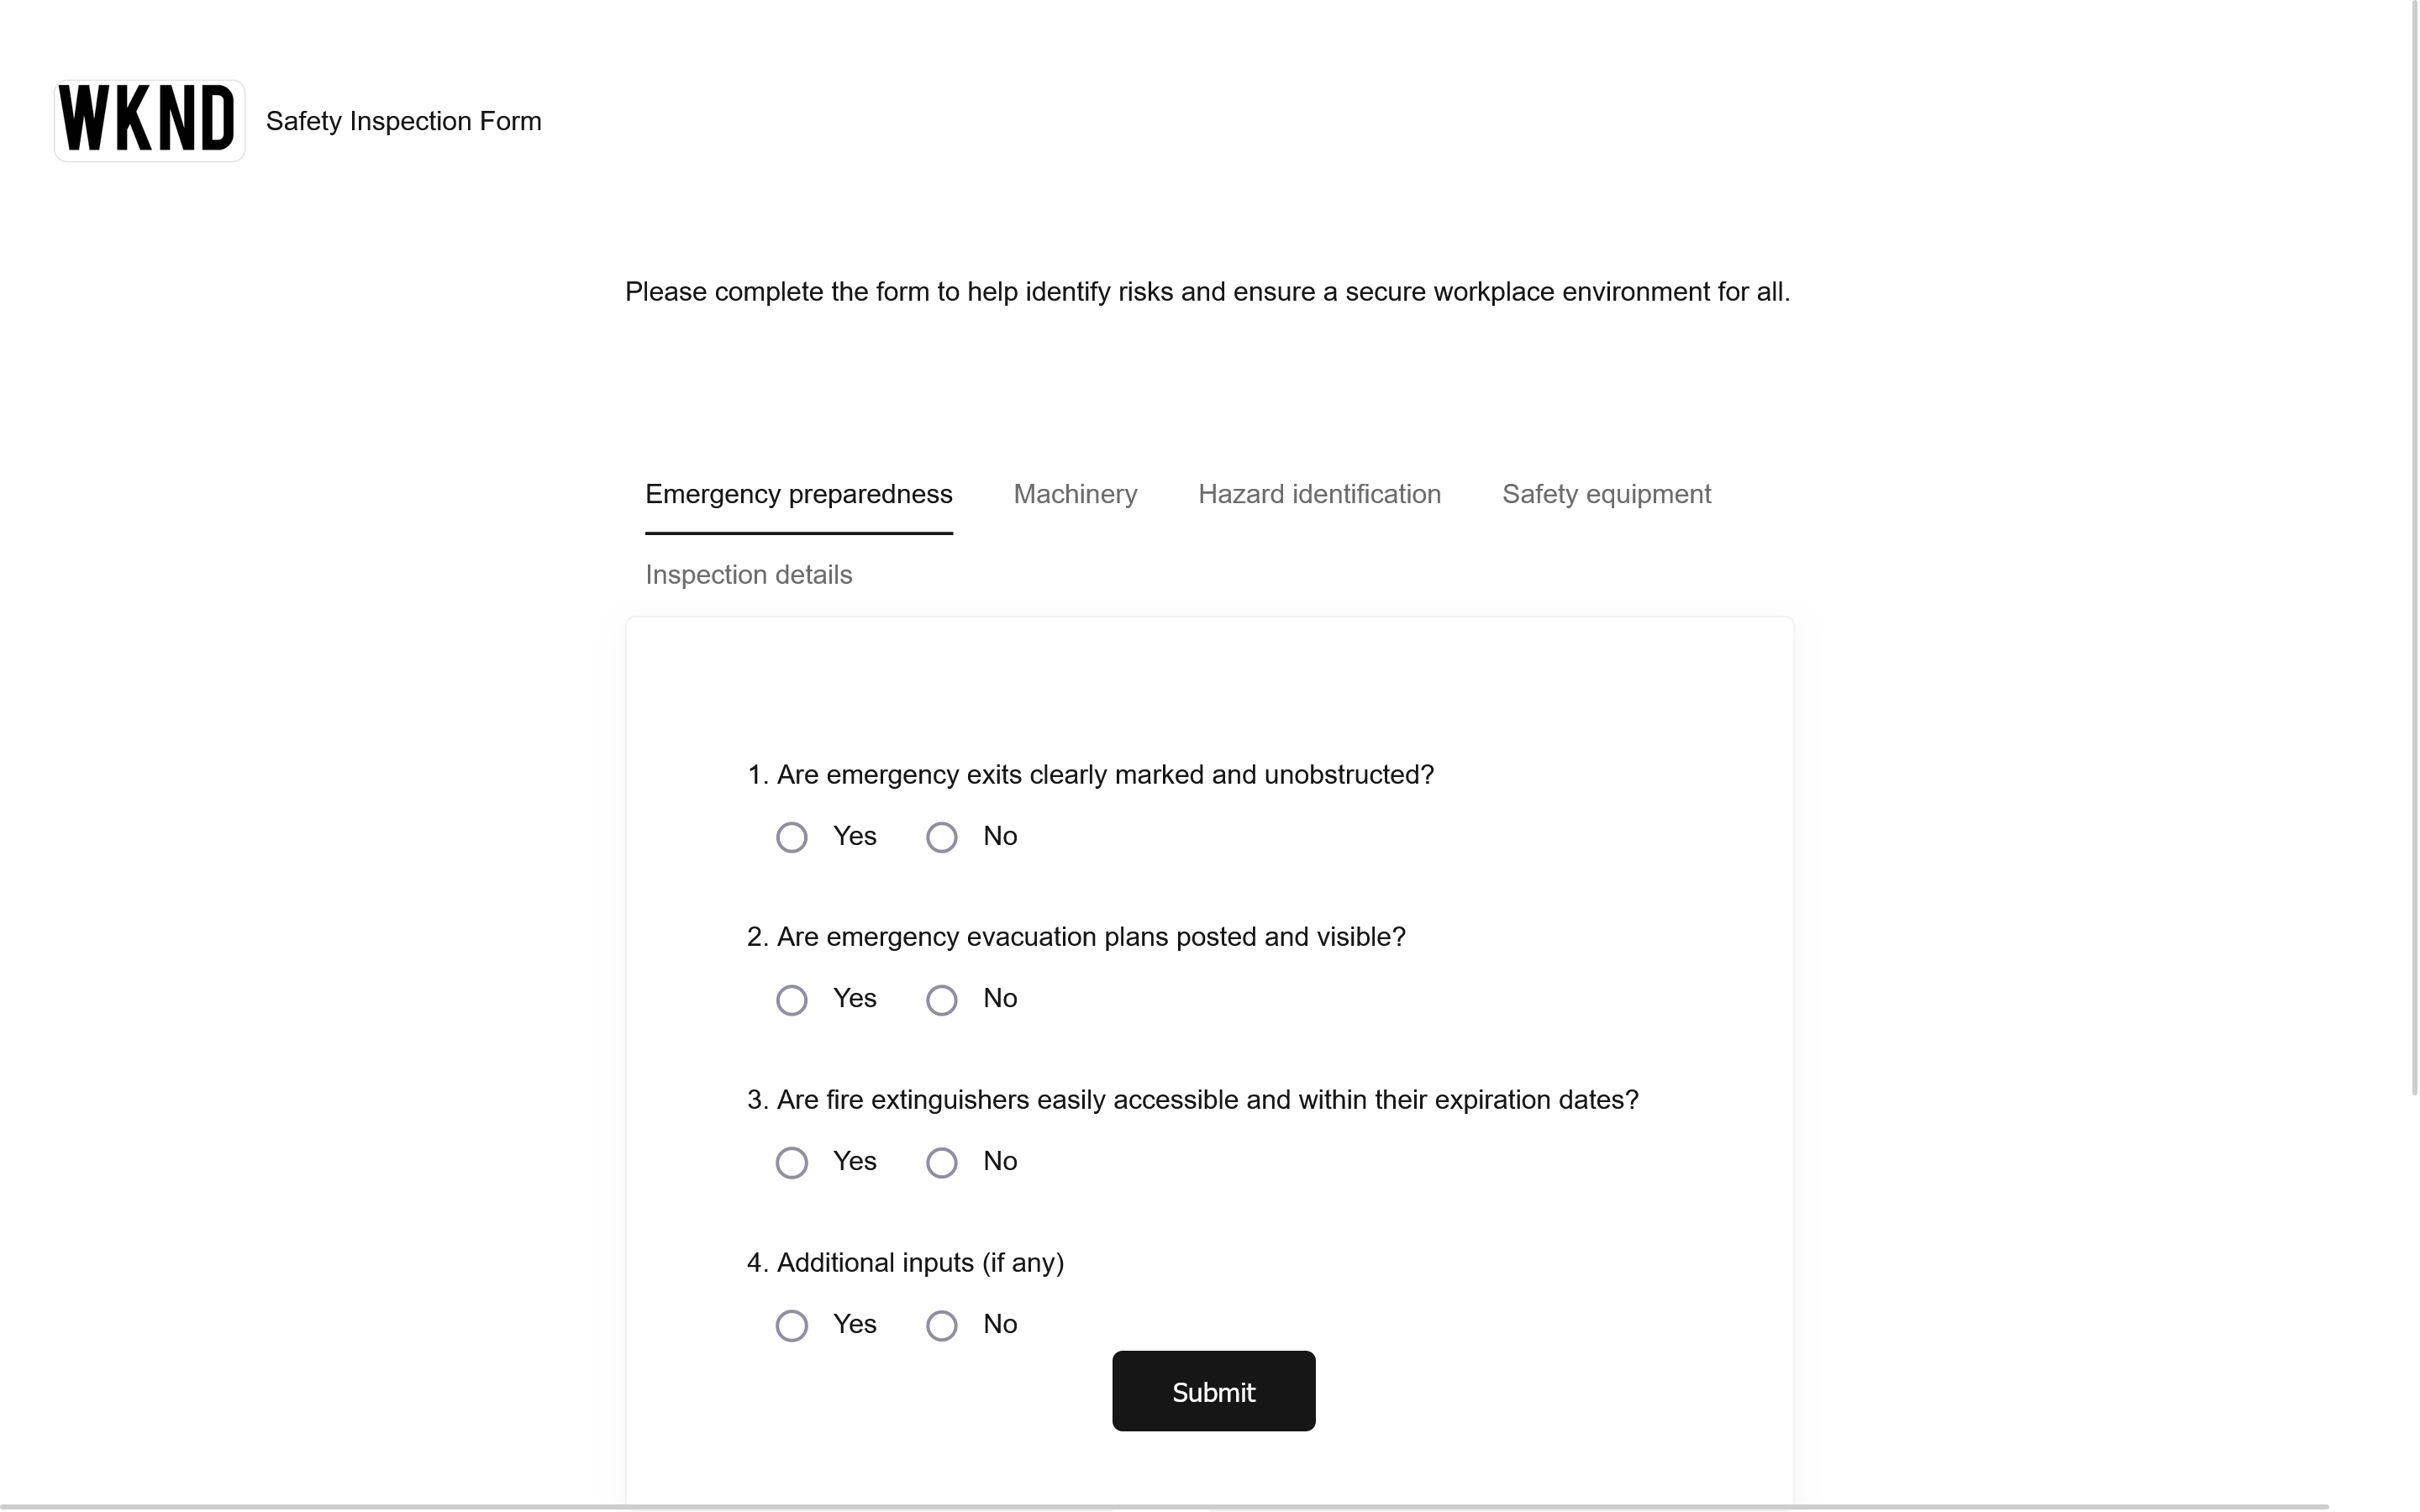 WKND
Safety Inspection Form
Please complete the form to help identify risks and ensure a secure workplace environment for all.
Emergency preparedness Machinery Hazard identification Safety equipment
Inspection details
1. Are emergency exits clearly marked and unobstructed?
Yes No
2. Are emergency evacuation plans posted and visible?
Yes No
3. Are fire extinguishers easily accessible and within their expiration dates?
Yes No
4. Additional inputs (if any)
Yes No
Submit